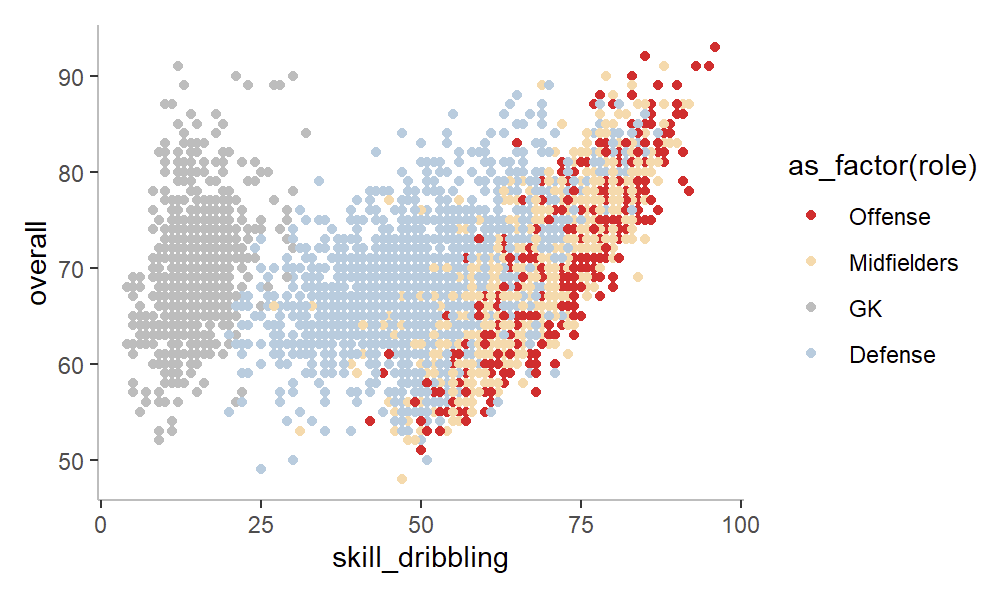 overall
90
80
70
60
50
0
25
50
75
100
skill_dribbling
as_factor(role)
Offense
Midfielders
GK
Defense